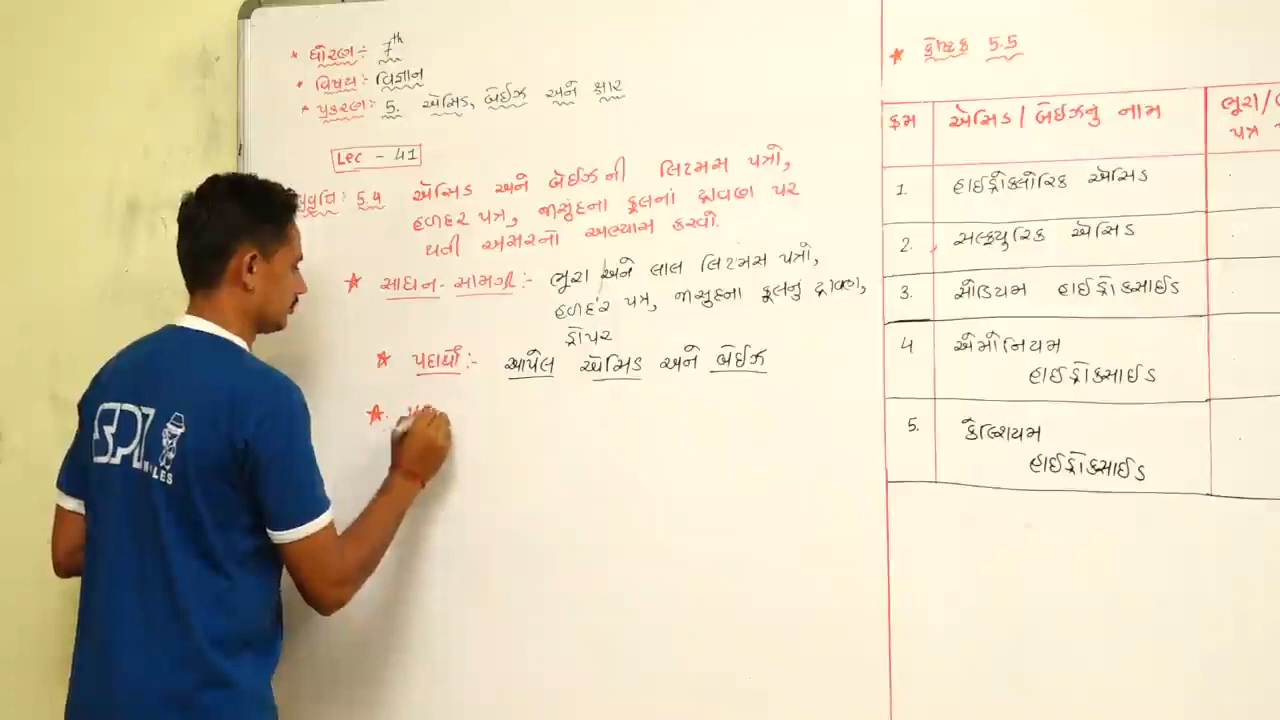 * ધોરણ ÷ 7th
* વિષય:- વિજ્ઞાન
* પ્રકરણ: 5. એસિડ, બેઈઝ અને ક્ષાર
Lec - 41
5.4 એસિડ અને બેઈઝની લિટમસ પત્રો,
હળદર પત્ર, જાસુદના ફૂલનાં દ્રાવણ પર
થતી અસરનો અભ્યાસ કરવો.
* સાધન-સામગ્રી:- ભૂરા અને લાલ લિટમસ પત્રો,
હળદર પત્ર, જાસુદના ફૂલનું દ્રાવણ,
ડ્રોપર
* પદાર્થો:- આપેલ એસિડ અને બેઈઝ
* કોષ્ટક 5.5
ક્રમ એસિડ/બેઈઝનું નામ ભૂરા/
પત્ર
1. હાઈડ્રોક્લોરિક એસિડ
2. સલ્ફ્યુરિક એસિડ
3. સોડિયમ હાઈડ્રોક્સાઈડ
4 એમોનિયમ
હાઈડ્રોક્સાઈડ
5. કેલ્શિયમ
હાઈડ્રોક્સાઈડ
SPJ